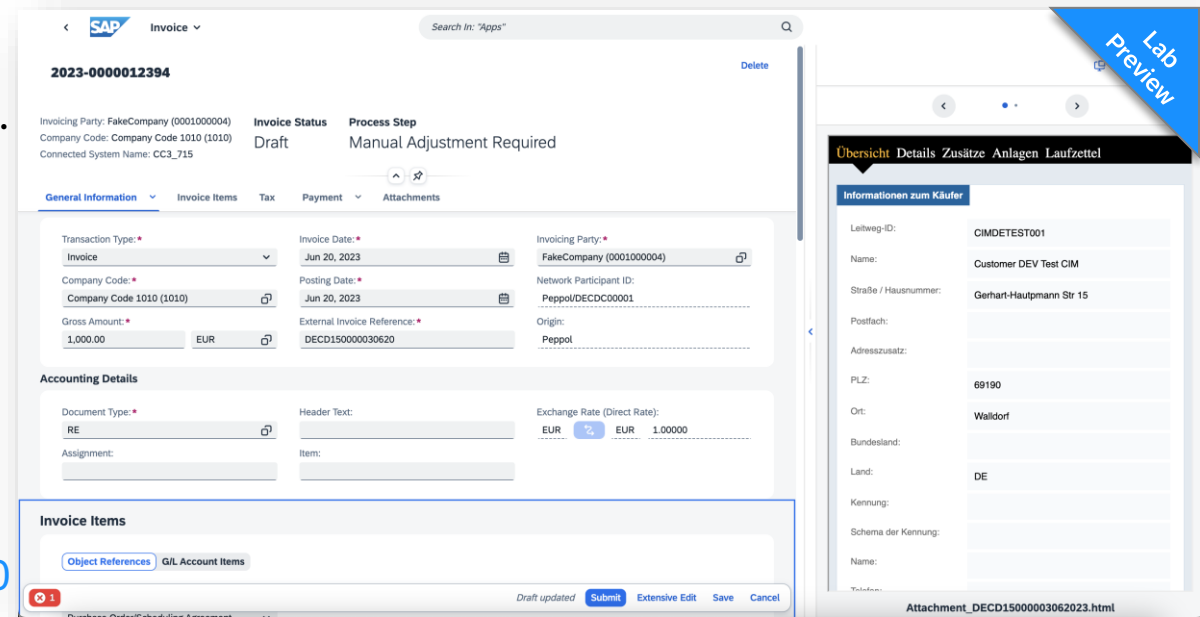 SAP Invoice Search In: "Apps"
Lab
Preview
2023-0000012394
Delete
Invoicing Party: FakeCompany (0001000004)
Company Code: Company Code 1010 (1010)
Connected System Name: CC3_715
Invoice Status
Draft
Process Step
Manual Adjustment Required
General Information Invoice Items Tax Payment Attachments
Transaction Type:* Invoice Date:* Invoicing Party:*
Invoice Jun 20, 2023 FakeCompany (0001000004)
Company Code:* Posting Date:* Network Participant ID:
Company Code 1010 (1010) Jun 20, 2023 Peppol/DECDC00001
Gross Amount:* External Invoice Reference:* Origin:
1,000.00 EUR DECD150000030620 Peppol
Accounting Details
Document Type:* Header Text: Exchange Rate (Direct Rate):
RE EUR EUR 1.00000
Assignment: Item:
Invoice Items
Object References G/L Account Items
1 Draft updated Submit Extensive Edit Save Cancel
Purchase Order/Scheduling Agreement
Übersicht Details Zusätze Anlagen Laufzettel
Informationen zum Käufer
Leitweg-ID: CIMDETEST001
Name: Customer DEV Test CIM
Straße / Hausnummer: Gerhart-Hautpmann Str 15
Postfach:
Adresszusatz:
PLZ: 69190
Ort: Walldorf
Bundesland:
Land: DE
Kennung:
Schema der Kennung:
Name:
Telefon:
Attachment_DECD15000003062023.html